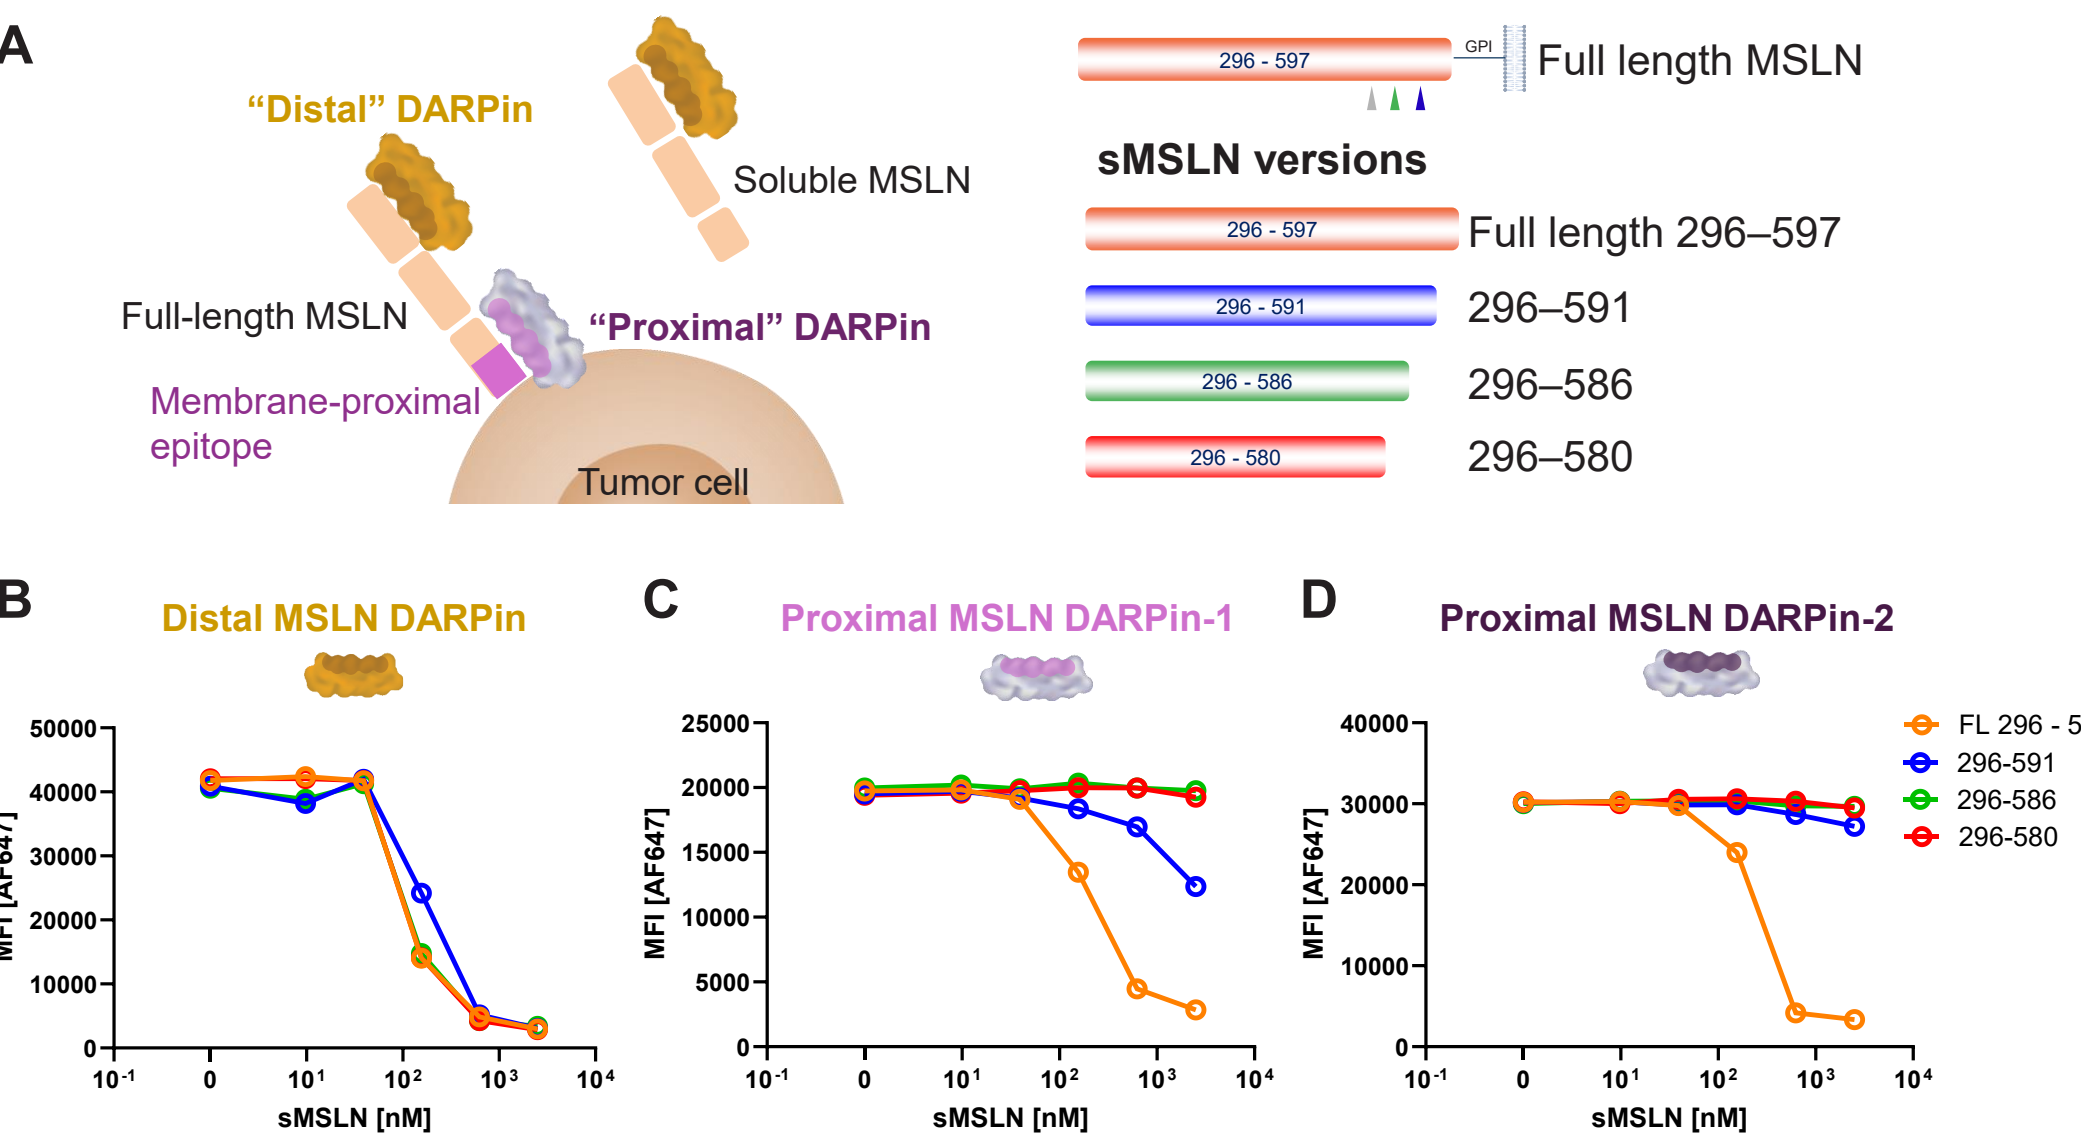 A
“Distal” DARPin
Soluble MSLN
Full-length MSLN
“Proximal” DARPin
Membrane-proximal
epitope
Tumor cell
296 - 597
GPI
Full length MSLN
sMSLN versions
296 - 597
Full length 296–597
296 - 591
296–591
296 - 586
296–586
296 - 580
296–580
B
Distal MSLN DARPin
50000
40000
30000
20000
10000
0
MFI [AF647]
10-1
0
101
102
103
104
sMSLN [nM]
C
Proximal MSLN DARPin-1
25000
20000
15000
10000
5000
0
MFI [AF647]
10-1
0
101
102
103
104
sMSLN [nM]
D
Proximal MSLN DARPin-2
40000
30000
20000
10000
0
MFI [AF647]
10-1
0
101
102
103
104
sMSLN [nM]
FL 296 - 5
296-591
296-586
296-580